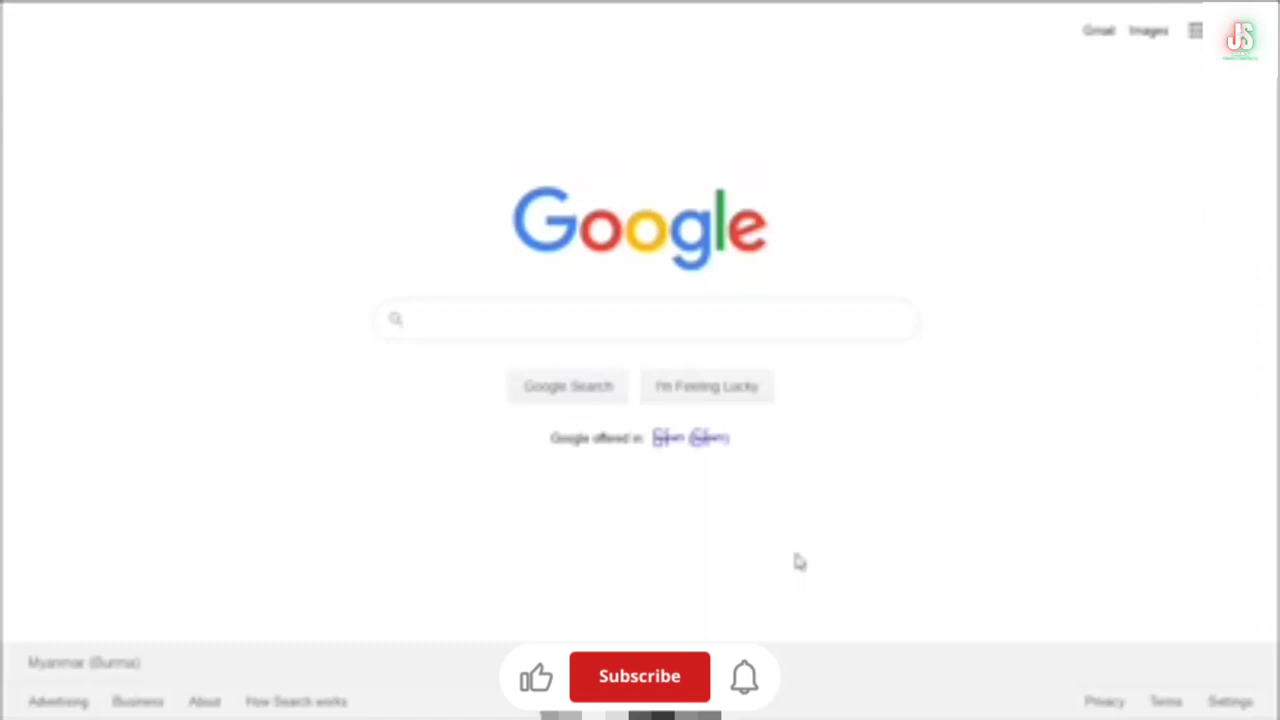 Gmail Images
JS
Google
Google Search I'm Feeling Lucky
Google offered in:
Myanmar (Burma)
Subscribe
Advertising Business About How Search works Privacy Terms Settings